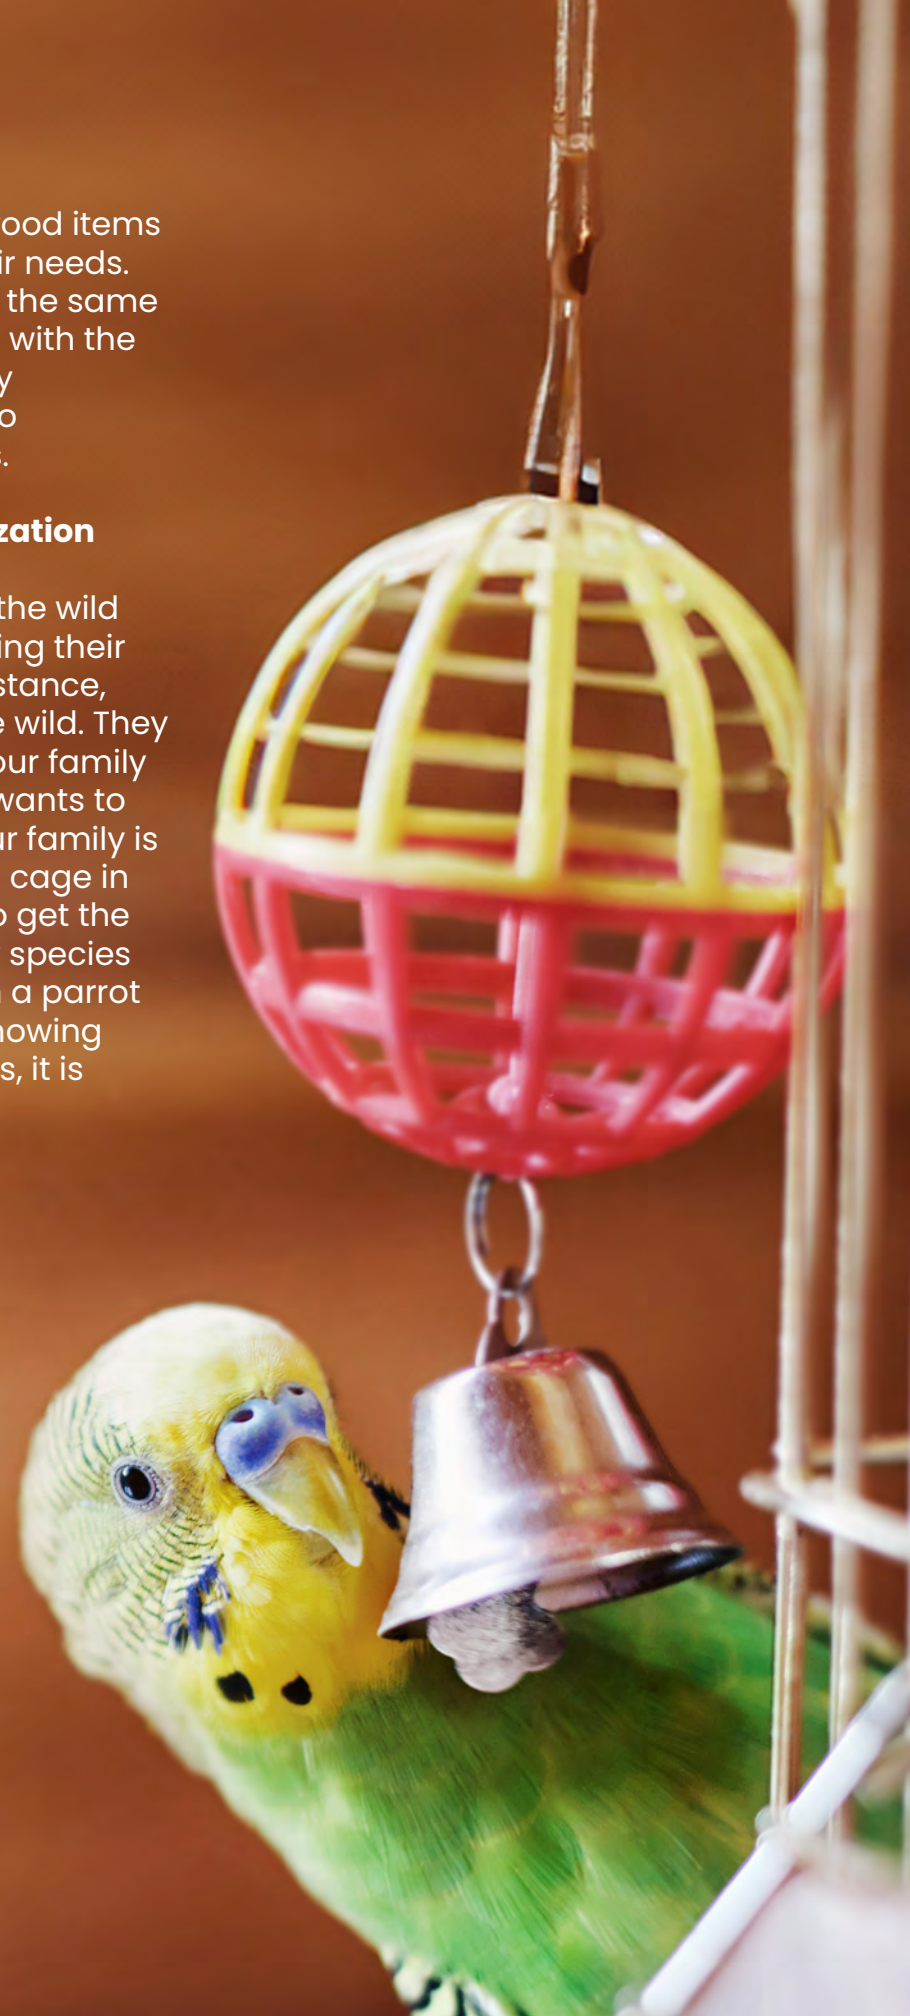 ood items
ir needs.
the same
with the
y
o
s.
zation
the wild
ing their
stance,
e wild. They
our family
wants to
ur family is
cage in
o get the
species
a parrot
nowing
s, it is